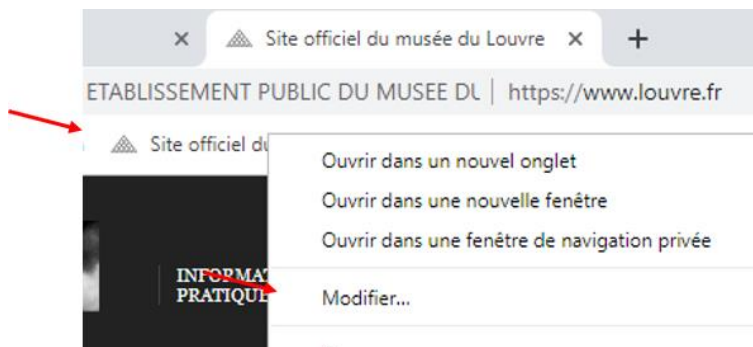 Site officiel du musée du Louvre
ETABLISSEMENT PUBLIC DU MUSEE DU
https://www.louvre.fr
Site officiel du
Ouvrir dans un nouvel onglet
Ouvrir dans une nouvelle fenêtre
Ouvrir dans une fenêtre de navigation privée
INFORMAT
PRATIQUE
Modifier...